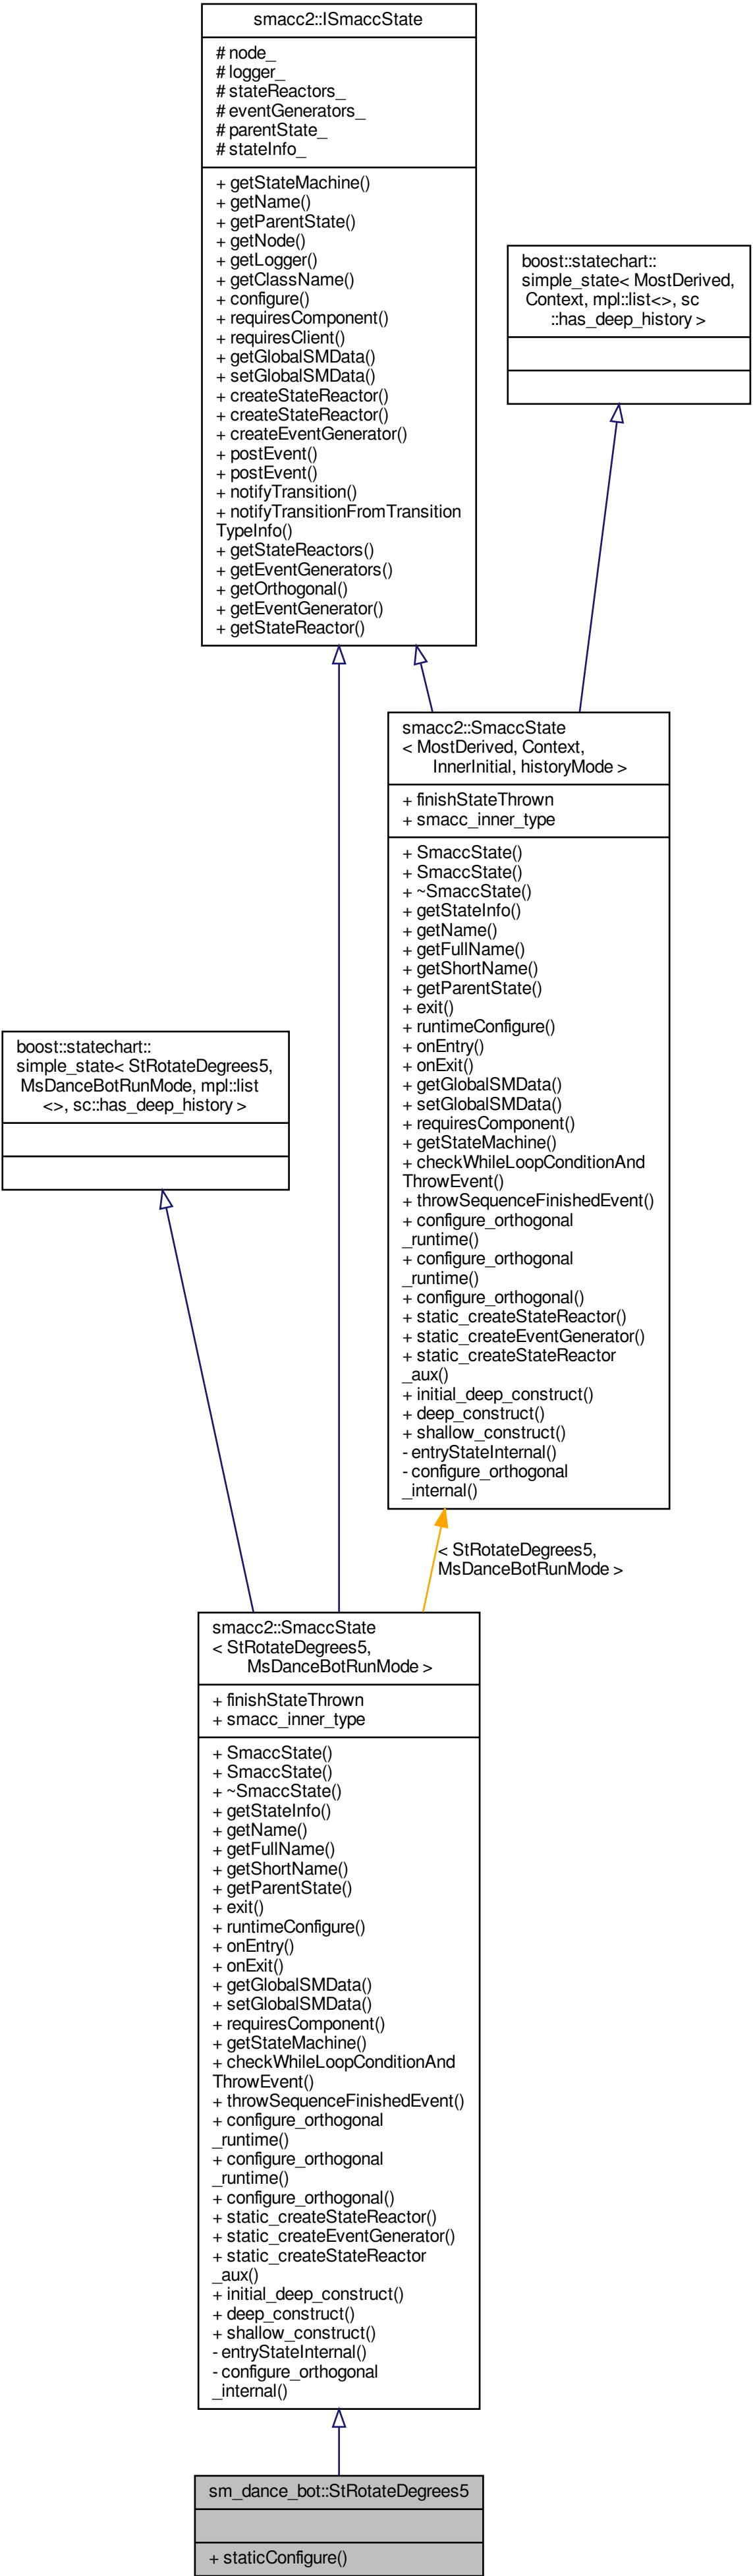 smacc2::ISmaccState
# node_
# logger_
# stateReactors_
# eventGenerators_
# parentState_
# stateInfo_
+ getStateMachine()
+ getName()
+ getParentState()
+ getNode()
+ getLogger()
+ getClassName()
+ configure()
+ requiresComponent()
+ requiresClient()
+ getGlobalSMData()
+ setGlobalSMData()
+ createStateReactor()
+ createStateReactor()
+ createEventGenerator()
+ postEvent()
+ postEvent()
+ notifyTransition()
+ notifyTransitionFromTransition
TypeInfo()
+ getStateReactors()
+ getEventGenerators()
+ getOrthogonal()
+ getEventGenerator()
+ getStateReactor()
boost::statechart::
simple_state< MostDerived,
Context, mpl::list<>, sc
::has_deep_history >
smacc2::SmaccState
< MostDerived, Context,
InnerInitial, historyMode >
+ finishStateThrown
+ smacc_inner_type
+ SmaccState()
+ SmaccState()
+ ~SmaccState()
+ getStateInfo()
+ getName()
+ getFullName()
+ getShortName()
+ getParentState()
+ exit()
+ runtimeConfigure()
+ onEntry()
+ onExit()
+ getGlobalSMData()
+ setGlobalSMData()
+ requiresComponent()
+ getStateMachine()
+ checkWhileLoopConditionAnd
ThrowEvent()
+ throwSequenceFinishedEvent()
+ configure_orthogonal
_runtime()
+ configure_orthogonal
_runtime()
+ configure_orthogonal()
+ static_createStateReactor()
+ static_createEventGenerator()
+ static_createStateReactor
_aux()
+ initial_deep_construct()
+ deep_construct()
+ shallow_construct()
- entryStateInternal()
- configure_orthogonal
_internal()
boost::statechart::
simple_state< StRotateDegrees5,
MsDanceBotRunMode, mpl::list
<>, sc::has_deep_history >
< StRotateDegrees5,
MsDanceBotRunMode >
smacc2::SmaccState
< StRotateDegrees5,
MsDanceBotRunMode >
+ finishStateThrown
+ smacc_inner_type
+ SmaccState()
+ SmaccState()
+ ~SmaccState()
+ getStateInfo()
+ getName()
+ getFullName()
+ getShortName()
+ getParentState()
+ exit()
+ runtimeConfigure()
+ onEntry()
+ onExit()
+ getGlobalSMData()
+ setGlobalSMData()
+ requiresComponent()
+ getStateMachine()
+ checkWhileLoopConditionAnd
ThrowEvent()
+ throwSequenceFinishedEvent()
+ configure_orthogonal
_runtime()
+ configure_orthogonal
_runtime()
+ configure_orthogonal()
+ static_createStateReactor()
+ static_createEventGenerator()
+ static_createStateReactor
_aux()
+ initial_deep_construct()
+ deep_construct()
+ shallow_construct()
- entryStateInternal()
- configure_orthogonal
_internal()
sm_dance_bot::StRotateDegrees5
+ staticConfigure()